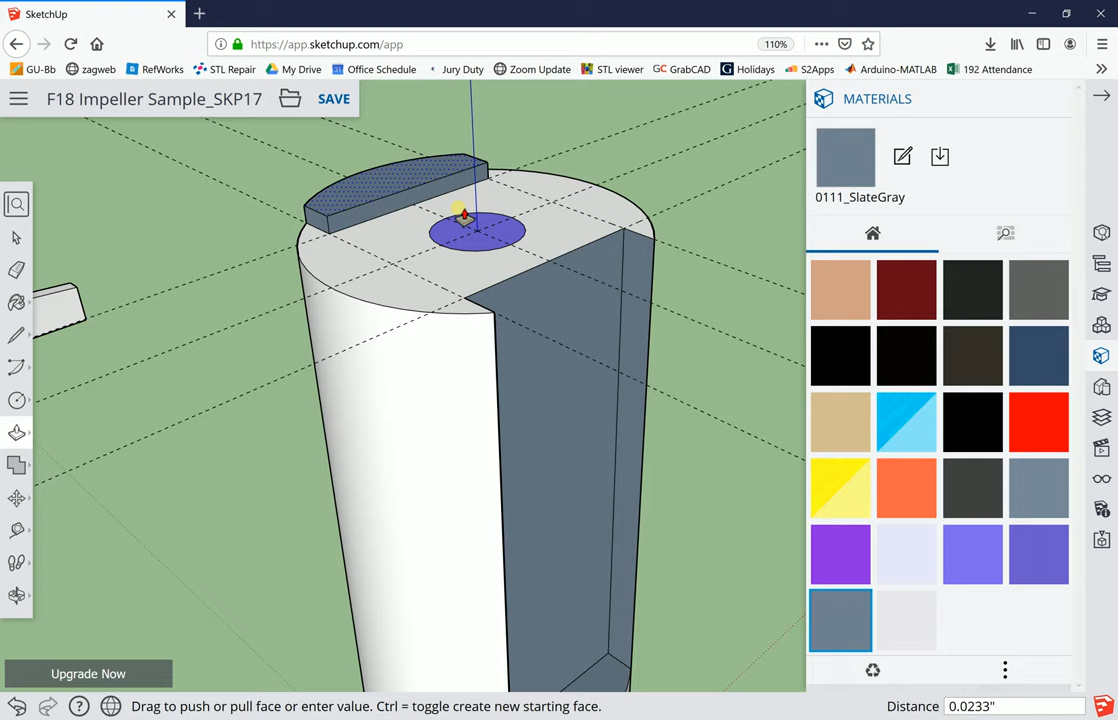 SketchUp
https://app.sketchup.com/app
110%
GU-Bb
zagweb
RefWorks
STL Repair
My Drive
Office Schedule
Jury Duty
Zoom Update
STL viewer
GC GrabCAD
Holidays
S2Apps
Arduino-MATLAB
192 Attendance
F18 Impeller Sample_SKP17
SAVE
MATERIALS
0111_SlateGray
Upgrade Now
Drag to push or pull face or enter value. Ctrl = toggle create new starting face.
Distance
0.0233"